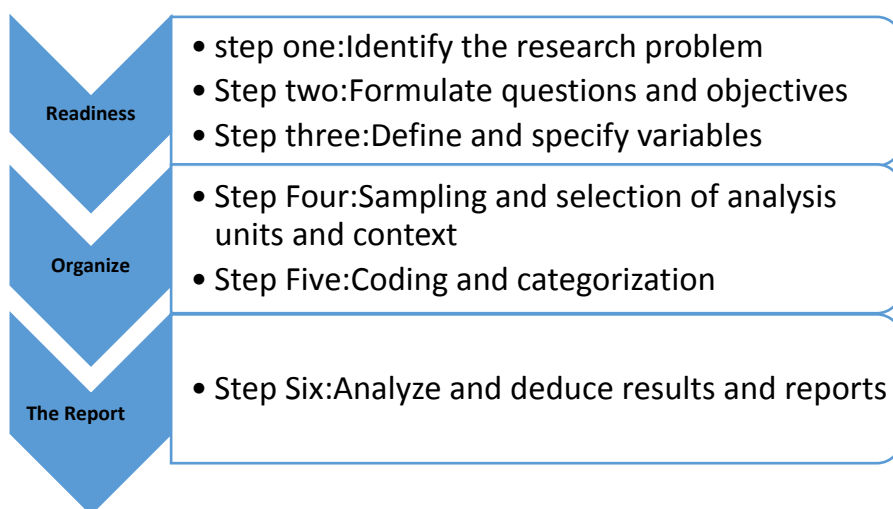 Readiness
• step one:Identify the research problem
• Step two:Formulate questions and objectives
• Step three:Define and specify variables
Organize
• Step Four:Sampling and selection of analysis
units and context
• Step Five:Coding and categorization
The Report
• Step Six:Analyze and deduce results and reports